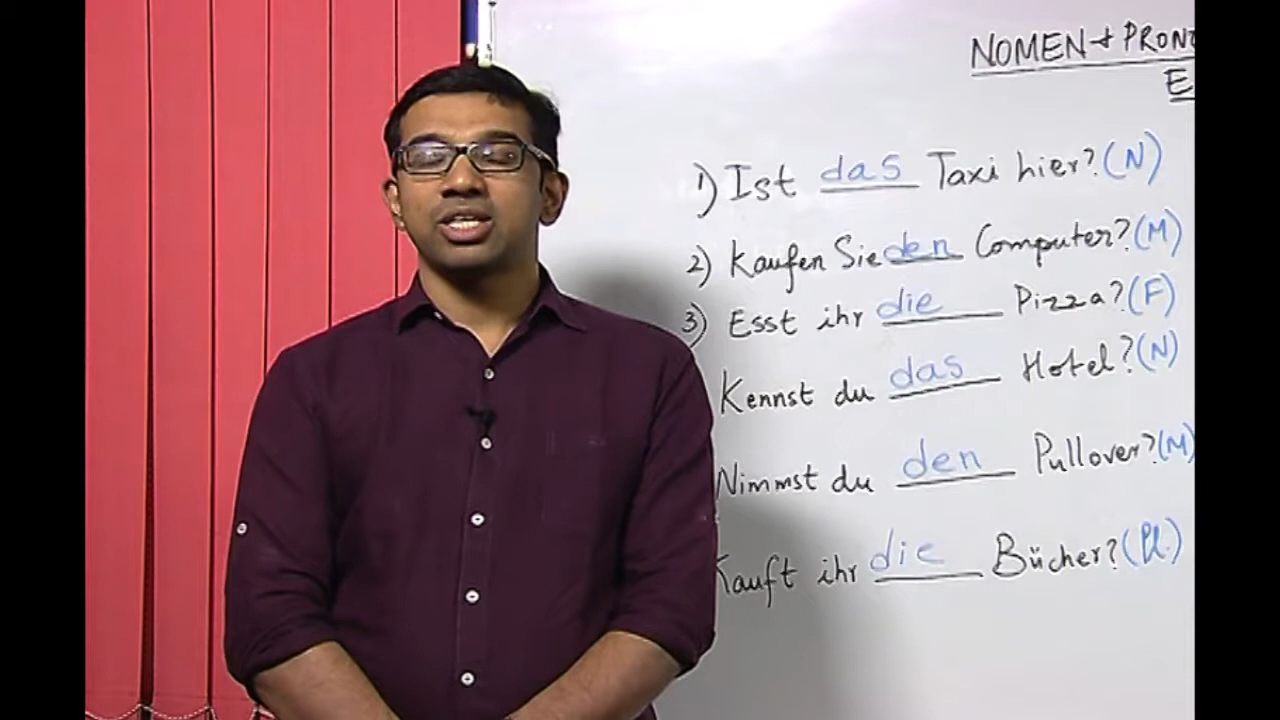 NOMEN + PRON
E
1) Ist das Taxi hier? (N)
2) Kaufen Sie den Computer? (M)
3) Esst ihr die Pizza? (F)
Kennst du das Hotel? (N)
Nimmst du den Pullover? (M)
Kauft ihr die Bücher? (Pl.)